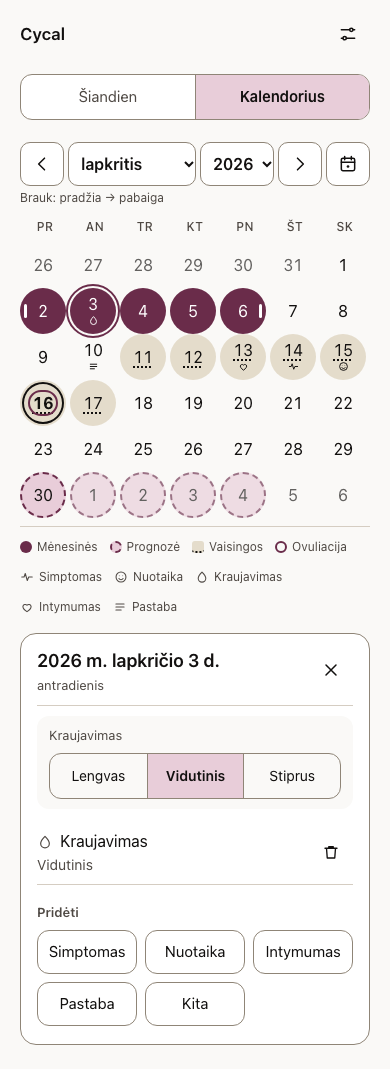 Cycal
Šiandien Kalendorius
lapkritis 2026
Brauk: pradžia → pabaiga
PR AN TR KT PN ŠT SK
26 27 28 29 30 31 1
2 3 4 5 6 7 8
9 10 11 12 13 14 15
16 17 18 19 20 21 22
23 24 25 26 27 28 29
30 1 2 3 4 5 6
Mėnesinės Prognozė Vaisingos Ovuliacija
Simptomas Nuotaika Kraujavimas
Intymumas Pastaba
2026 m. lapkričio 3 d.
antradienis
Kraujavimas
Lengvas Vidutinis Stiprus
Kraujavimas
Vidutinis
Pridėti
Simptomas Nuotaika Intymumas
Pastaba Kita